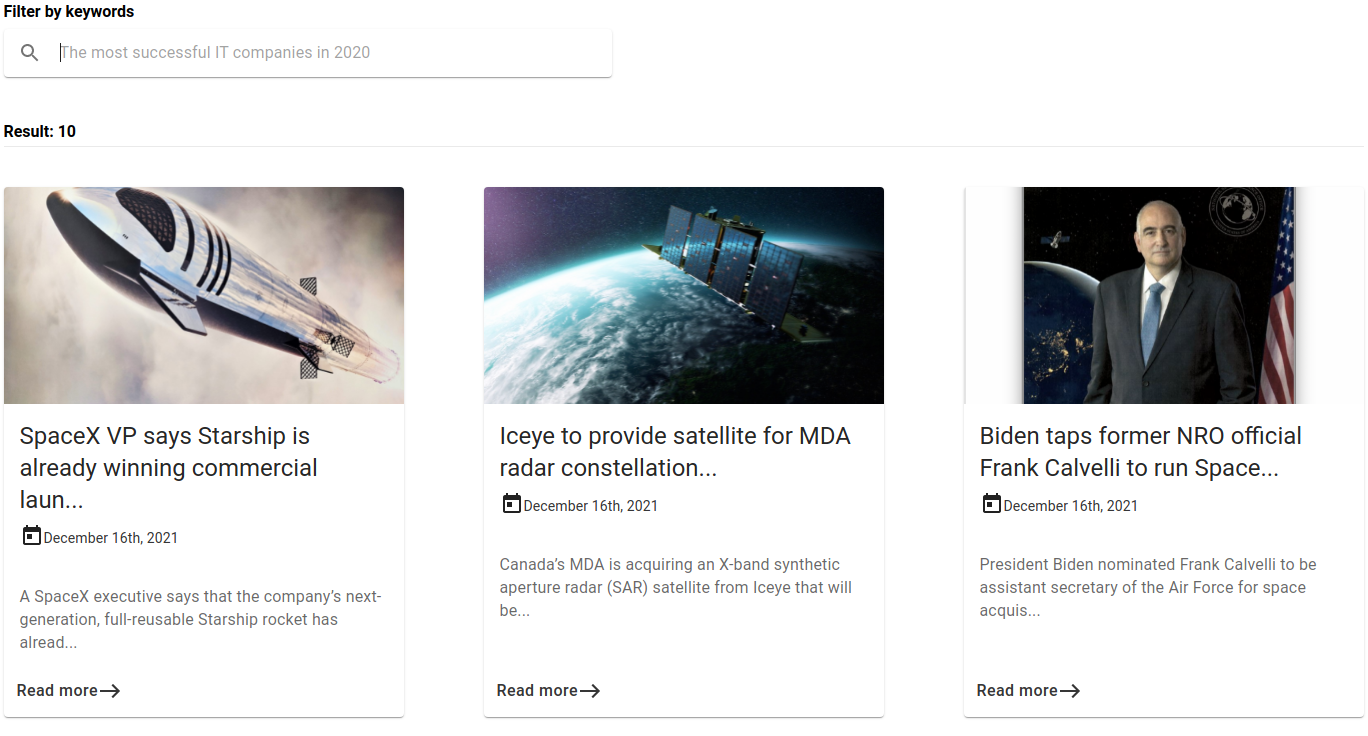 Filter by keywords
The most successful IT companies in 2020
Result: 10
SpaceX VP says Starship is
already winning commercial
laun...
December 16th, 2021
A SpaceX executive says that the company’s next-
generation, full-reusable Starship rocket has
alread...
Read more
Iceye to provide satellite for MDA
radar constellation...
December 16th, 2021
Canada’s MDA is acquiring an X-band synthetic
aperture radar (SAR) satellite from Iceye that will
be...
Read more
Biden taps former NRO official
Frank Calvelli to run Space...
December 16th, 2021
President Biden nominated Frank Calvelli to be
assistant secretary of the Air Force for space
acquis...
Read more